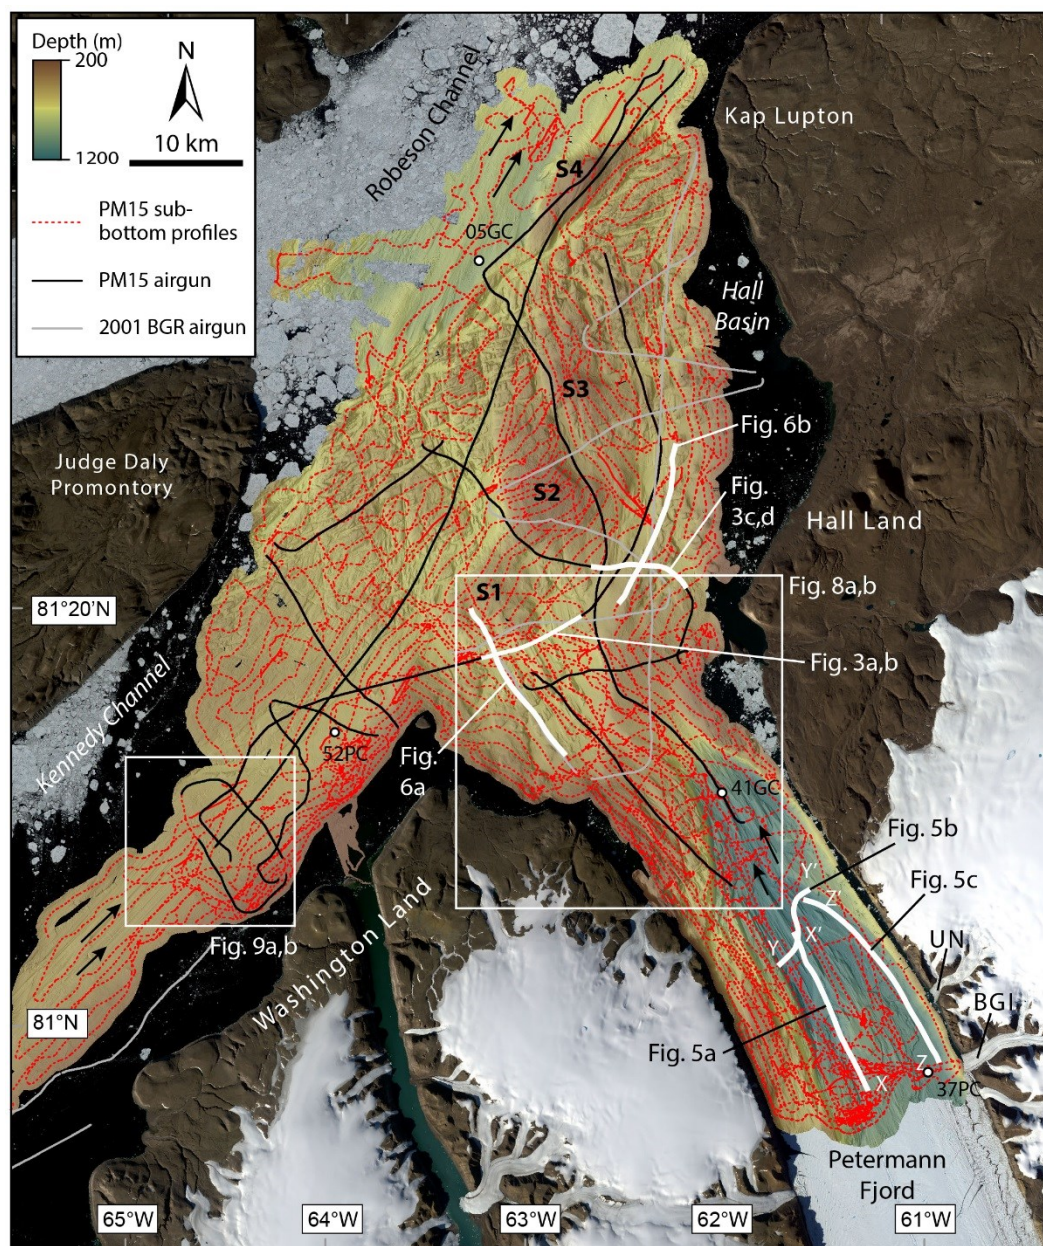 Depth (m)
200
1200
N
10 km
PM15 sub-
bottom profiles
PM15 airgun
2001 BGR airgun
Robeson Channel
Kap Lupton
S4
05GC
Hall
Basin
S3
Fig. 6b
Judge Daly
Promontory
S2
Fig.
3c,d
Hall Land
81°20'N
S1
Fig. 8a,b
Fig. 3a,b
Kennedy Channel
52PC
Fig.
6a
41GC
Fig. 5b
Y'
Fig. 5c
Z'
Fig. 9a,b
Washington Land
Y
X'
UN
BGI
81°N
Fig. 5a
X
Z
37PC
Petermann
Fjord
65°W
64°W
63°W
62°W
61°W